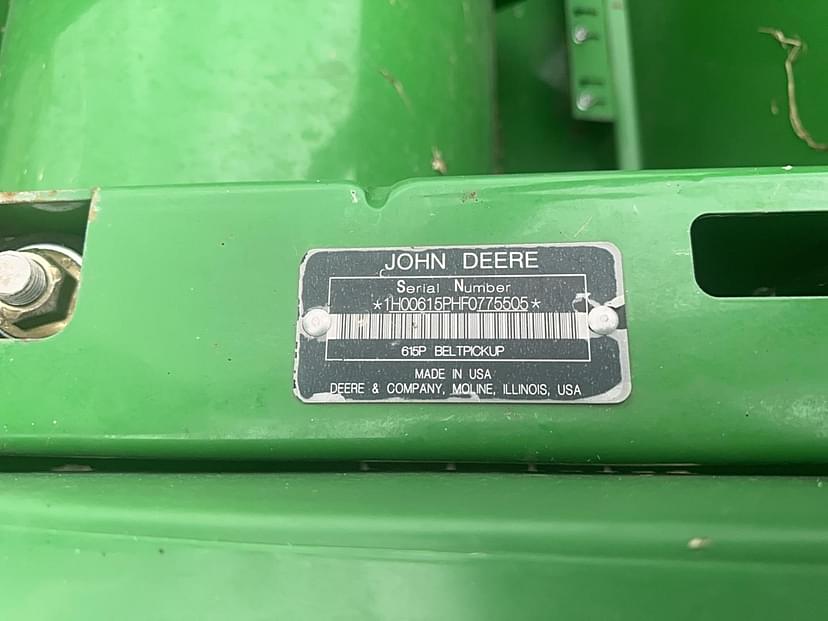 JOHN DEERE
Serial Number
*1H00615PHF0775505*
615P BELTPICKUP
MADE IN USA
DEERE & COMPANY, MOLINE, ILLINOIS, USA